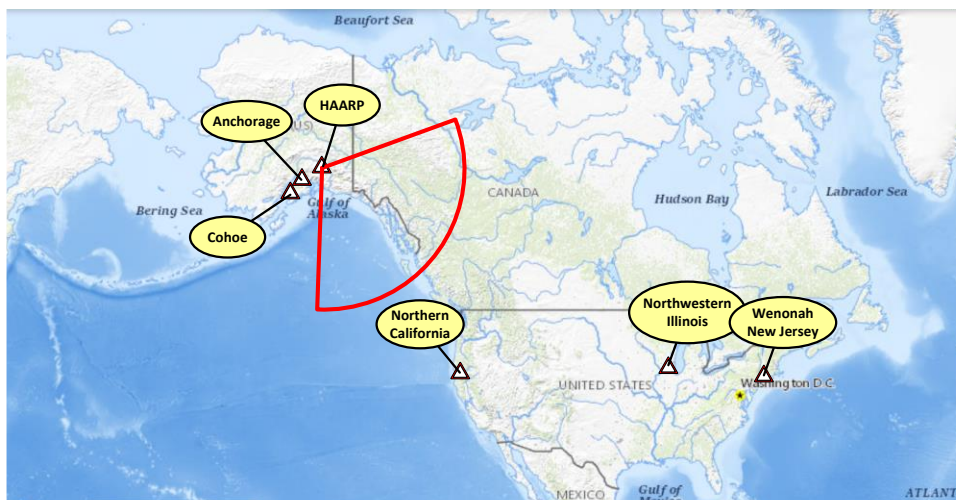 Beaufort Sea
HAARP
Anchorage
(US)
CANADA
Hudson Bay
Labrador Sea
Bering Sea
Gulf of
Alaska
Cohoe
Northern
California
Northwestern
Illinois
Wenonah
New Jersey
UNITED STATES
Washington D.C.
MEXICO
Gulf of
ATLANT